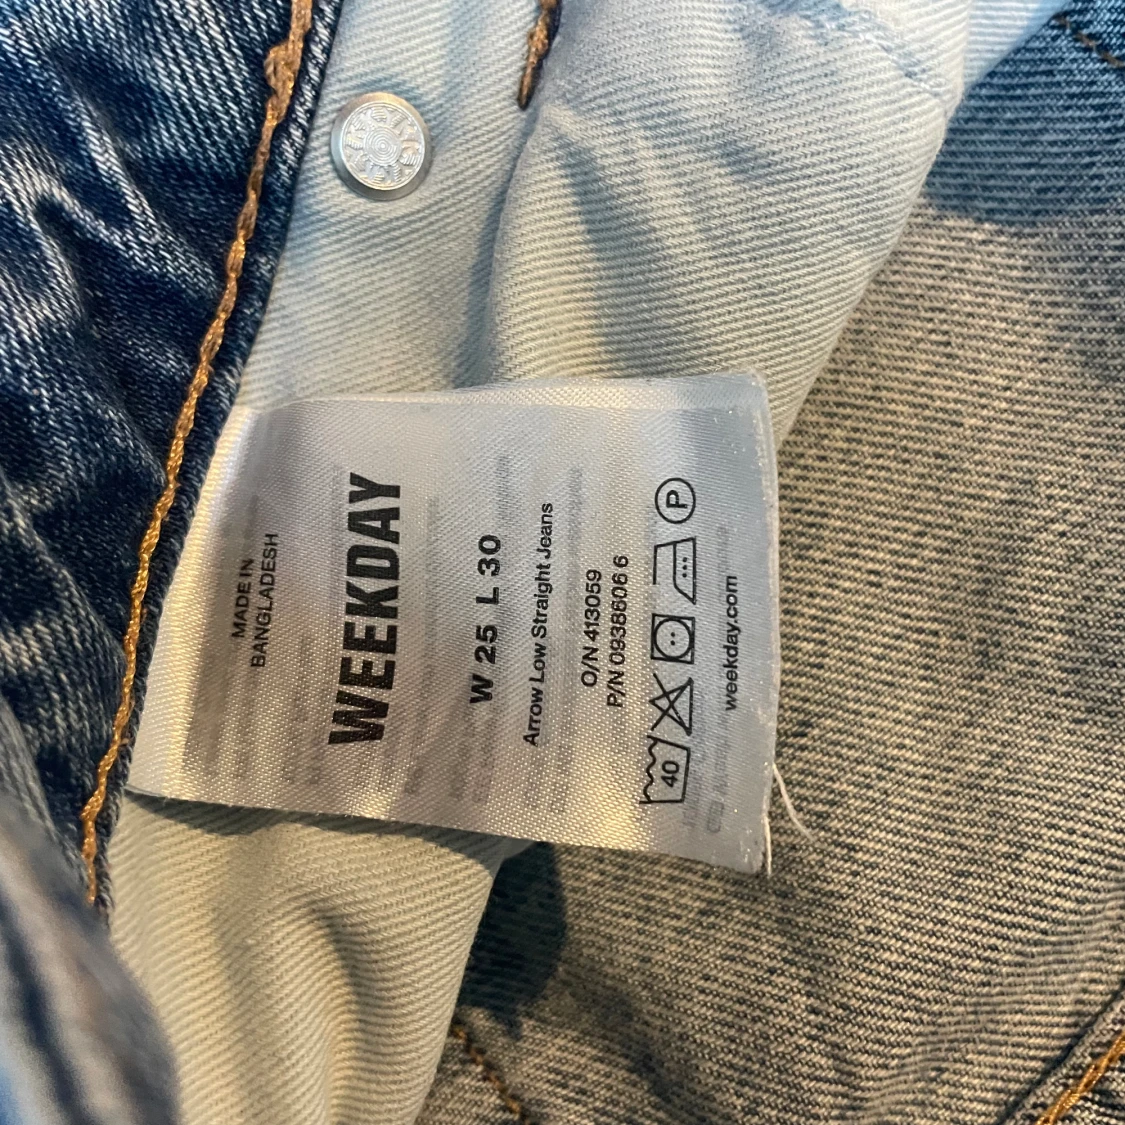 MADE IN
BANGLADESH
WEEKDAY
W 25 L 30
Arrow Low Straight Jeans
O/N 413059
P/N 0938606 6
40 P
weekday.com